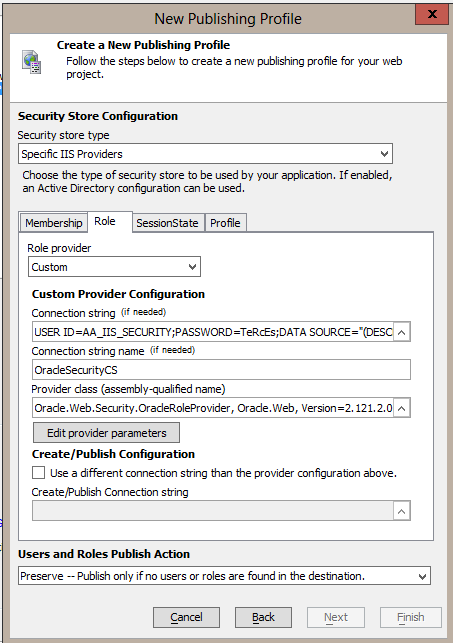 New Publishing Profile
x
Create a New Publishing Profile
Follow the steps below to create a new publishing profile for your web
project.
Security Store Configuration
Security store type
Specific IIS Providers
Choose the type of security store to be used by your application. If enabled,
an Active Directory configuration can be used.
Membership Role SessionState Profile
Role provider
Custom
Custom Provider Configuration
Connection string (if needed)
USER ID=AA_IIS_SECURITY;PASSWORD=TeRcEs;DATA SOURCE="(DESC
Connection string name (if needed)
OracleSecurityCS
Provider class (assembly-qualified name)
Oracle.Web.Security.OracleRoleProvider, Oracle.Web, Version=2.121.2.0
Edit provider parameters
Create/Publish Configuration
Use a different connection string than the provider configuration above.
Create/Publish Connection string
Users and Roles Publish Action
Preserve -- Publish only if no users or roles are found in the destination.
Cancel Back Next Finish